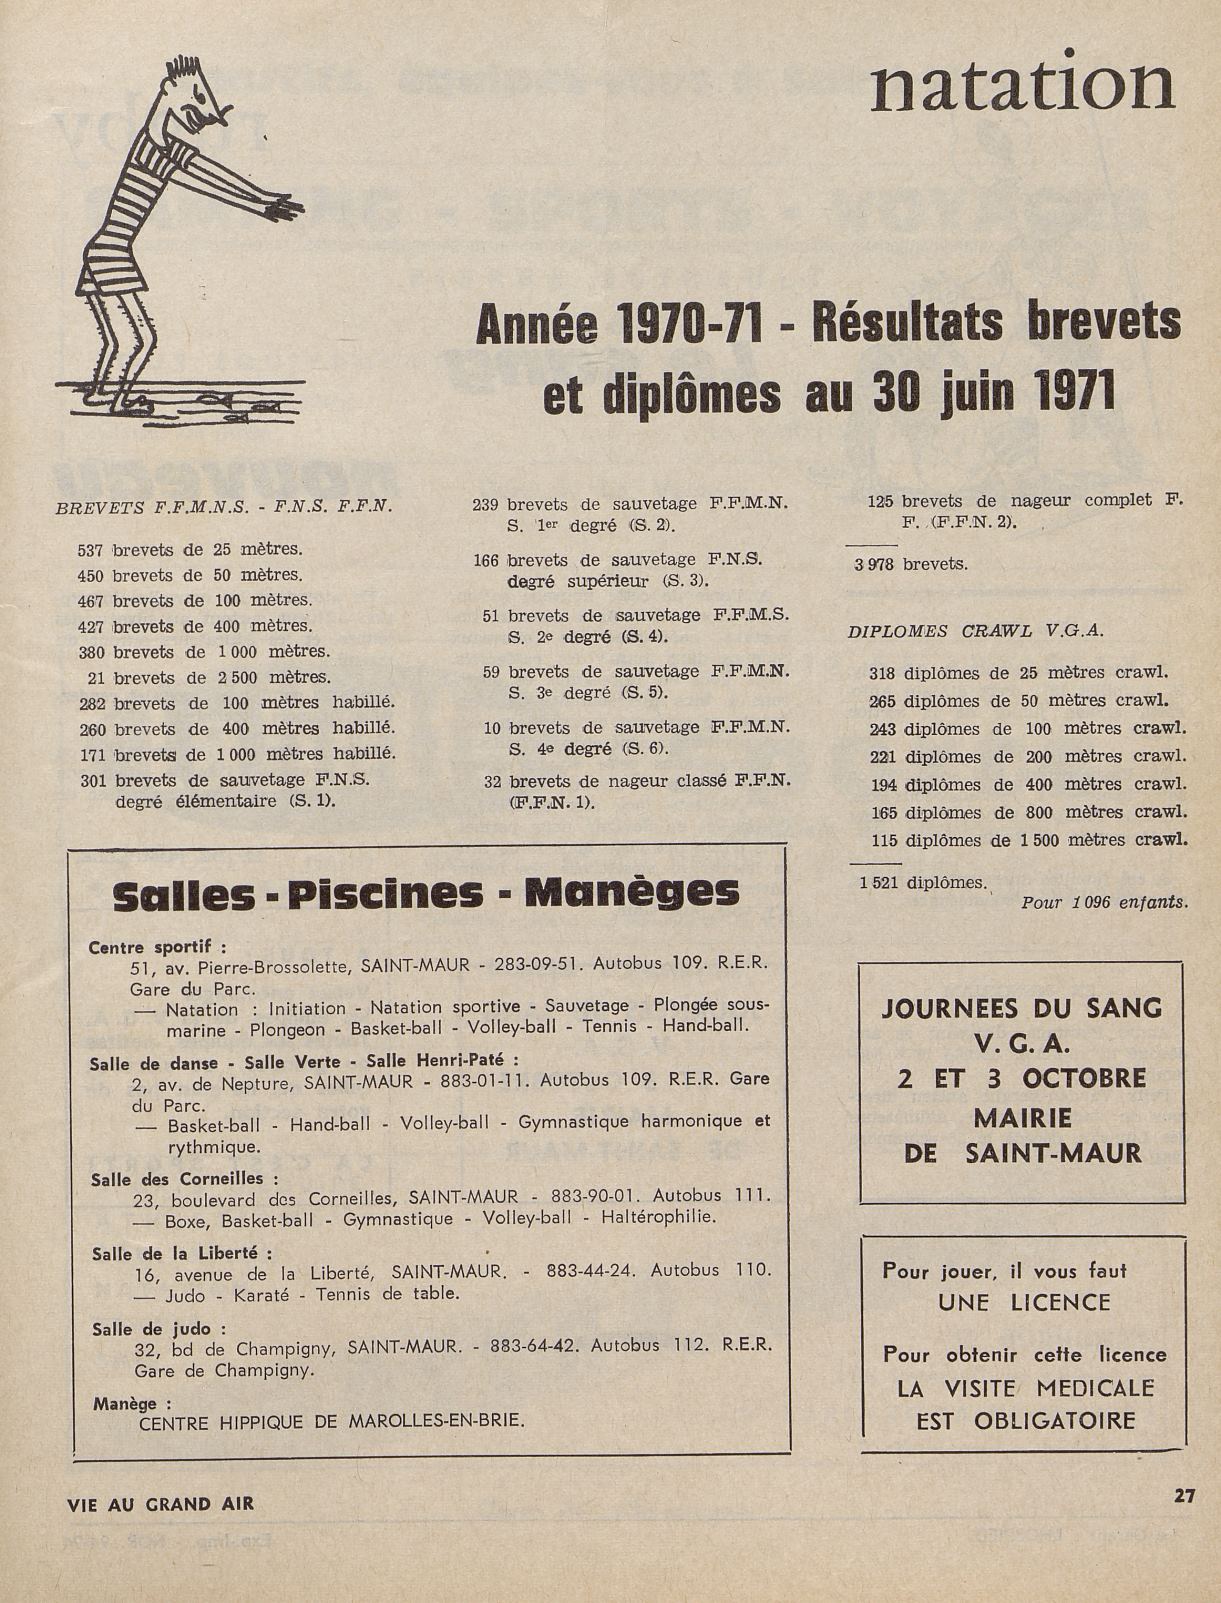 natation
Année 1970-71 - Résultats brevets
et diplômes au 30 juin 1971
BREVETS F.F.M.N.S. - F.N.S. F.F.N.
537 brevets de 25 mètres.
450 brevets de 50 mètres.
467 brevets de 100 mètres.
427 brevets de 400 mètres.
380 brevets de 1 000 mètres.
21 brevets de 2 500 mètres.
282 brevets de 100 mètres habillé.
260 brevets de 400 mètres habillé.
171 brevets de 1 000 mètres habillé.
301 brevets de sauvetage F.N.S.
degré élémentaire (S. 1).
239 brevets de sauvetage F.F.M.N.
S. 1er degré (S. 2).
166 brevets de sauvetage F.N.S.
degré supérieur (S. 3).
51 brevets de sauvetage F.F.M.S.
S. 2e degré (S. 4).
59 brevets de sauvetage F.F.M.N.
S. 3e degré (S. 5).
10 brevets de sauvetage F.F.M.N.
S. 4e degré (S. 6).
32 brevets de nageur classé F.F.N.
(F.F.N. 1).
125 brevets de nageur complet F.
F. (F.F.N. 2).
3 978 brevets.
DIPLOMES CRAWL V.G.A.
318 diplômes de 25 mètres crawl.
265 diplômes de 50 mètres crawl.
243 diplômes de 100 mètres crawl.
221 diplômes de 200 mètres crawl.
194 diplômes de 400 mètres crawl.
165 diplômes de 800 mètres crawl.
115 diplômes de 1 500 mètres crawl.
1 521 diplômes.
Pour 1 096 enfants.
Salles - Piscines - Manèges
Centre sportif :
51, av. Pierre-Brossolette, SAINT-MAUR - 283-09-51. Autobus 109. R.E.R.
Gare du Parc.
— Natation : Initiation - Natation sportive - Sauvetage - Plongée sous-
marine - Plongeon - Basket-ball - Volley-ball - Tennis - Hand-ball.
Salle de danse - Salle Verte - Salle Henri-Paté :
2, av. de Nepture, SAINT-MAUR - 883-01-11. Autobus 109. R.E.R. Gare
du Parc.
— Basket-ball - Hand-ball - Volley-ball - Gymnastique harmonique et
rythmique.
Salle des Corneilles :
23, boulevard des Corneilles, SAINT-MAUR - 883-90-01. Autobus 111.
— Boxe, Basket-ball - Gymnastique - Volley-ball - Haltérophilie.
Salle de la Liberté :
16, avenue de la Liberté, SAINT-MAUR. - 883-44-24. Autobus 110.
— Judo - Karaté - Tennis de table.
Salle de judo :
32, bd de Champigny, SAINT-MAUR. - 883-64-42. Autobus 112. R.E.R.
Gare de Champigny.
Manège :
CENTRE HIPPIQUE DE MAROLLES-EN-BRIE.
JOURNEES DU SANG
V. G. A.
2 ET 3 OCTOBRE
MAIRIE
DE SAINT-MAUR
Pour jouer, il vous faut
UNE LICENCE
Pour obtenir cette licence
LA VISITE MEDICALE
EST OBLIGATOIRE
VIE AU GRAND AIR
27